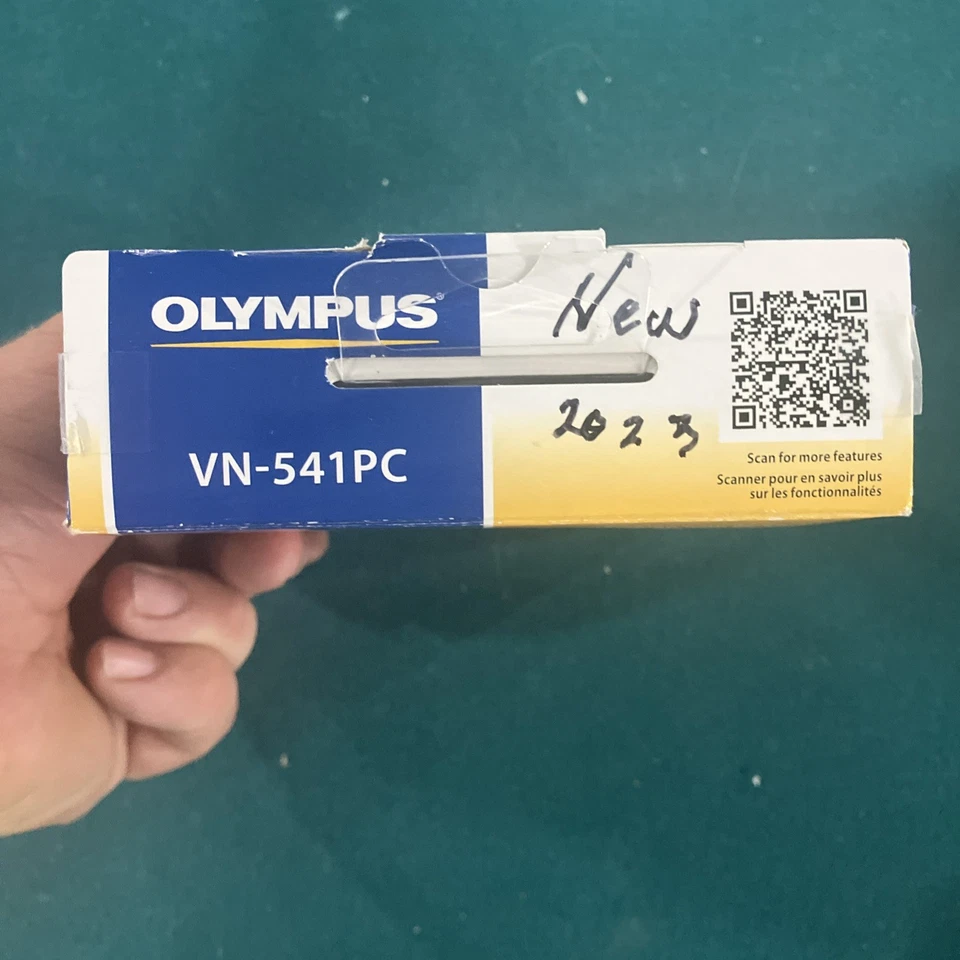 OLYMPUS®
New
2023
VN-541PC
Scan for more features
Scanner pour en savoir plus
sur les fonctionnalités